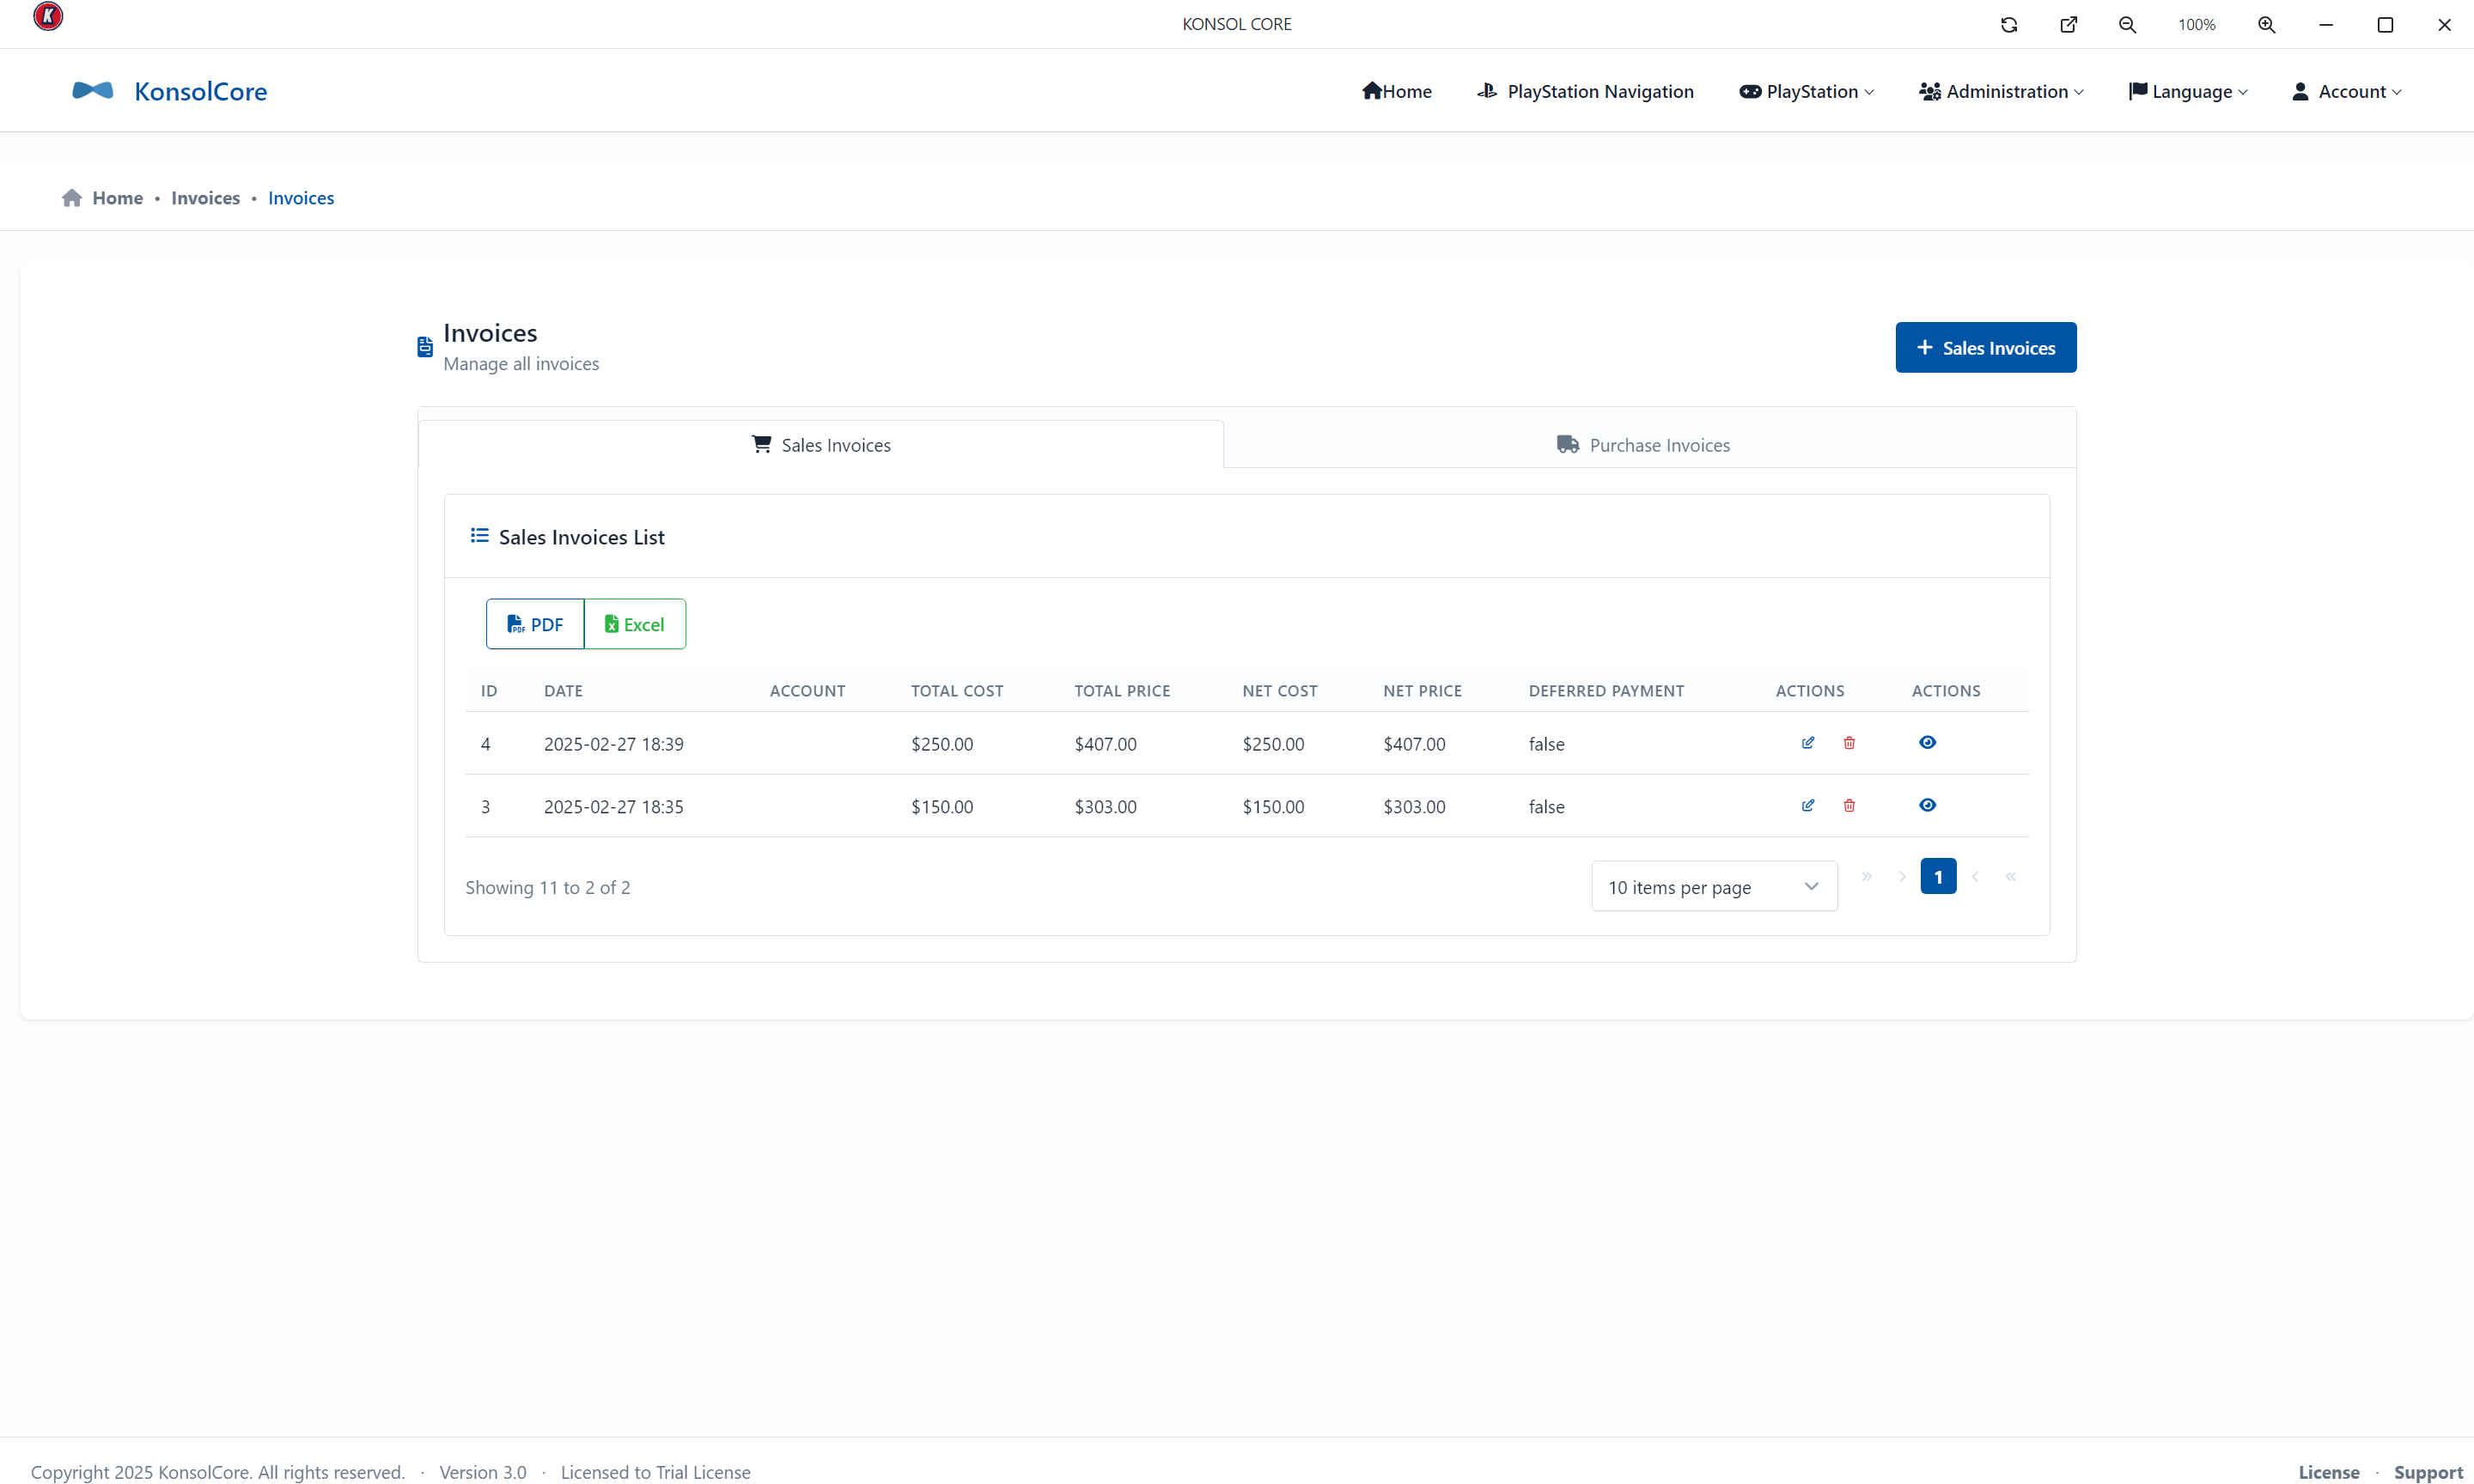 KONSOL CORE
100%
KonsolCore
Home
PlayStation Navigation
PlayStation
Administration
Language
Account
Home • Invoices • Invoices
Invoices
Manage all invoices
Sales Invoices
Sales Invoices
Purchase Invoices
Sales Invoices List
PDF
Excel
ID DATE ACCOUNT TOTAL COST TOTAL PRICE NET COST NET PRICE DEFERRED PAYMENT ACTIONS ACTIONS
4 2025-02-27 18:39 $250.00 $407.00 $250.00 $407.00 false
3 2025-02-27 18:35 $150.00 $303.00 $150.00 $303.00 false
Showing 11 to 2 of 2
10 items per page
» › 1 ‹ «
Copyright 2025 KonsolCore. All rights reserved. · Version 3.0 · Licensed to Trial License
License · Support